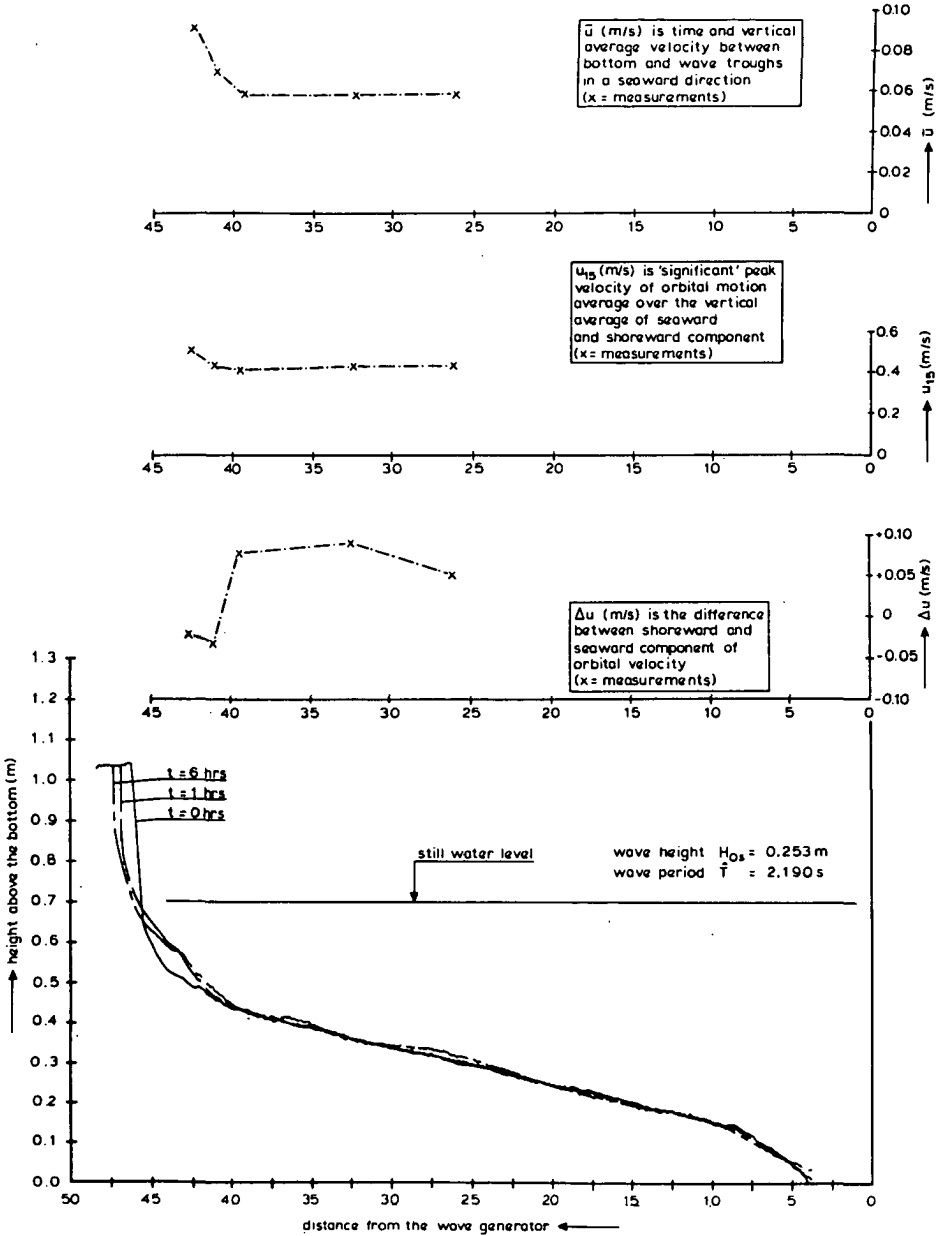 0.10
0.08
0.06
0.04
0.02
0
ū (m/s)
ū (m/s) is time and vertical
average velocity between
bottom and wave troughs
in a seaward direction
(x = measurements)
45 40 35 30 25 20 15 10 5 0
u₁₅ (m/s) is 'significant' peak
velocity of orbital motion
average over the vertical
average of seaward
and shoreward component
(x = measurements)
0.6
0.4
0.2
0
u₁₅ (m/s)
45 40 35 30 25 20 15 10 5 0
+0.10
+0.05
0
-0.05
-0.10
Δu (m/s)
Δu (m/s) is the difference
between shoreward and
seaward component of
orbital velocity
(x = measurements)
45 40 35 30 25 20 15 10 5 0
1.3
1.2
1.1
1.0
0.9
0.8
0.7
0.6
0.5
0.4
0.3
0.2
0.1
0.0
height above the bottom (m)
t = 6 hrs
t = 1 hrs
t = 0 hrs
still water level
wave height H₀ₛ = 0.253 m
wave period T̂ = 2.190 s
50 45 40 35 30 25 20 15 10 5 0
distance from the wave generator